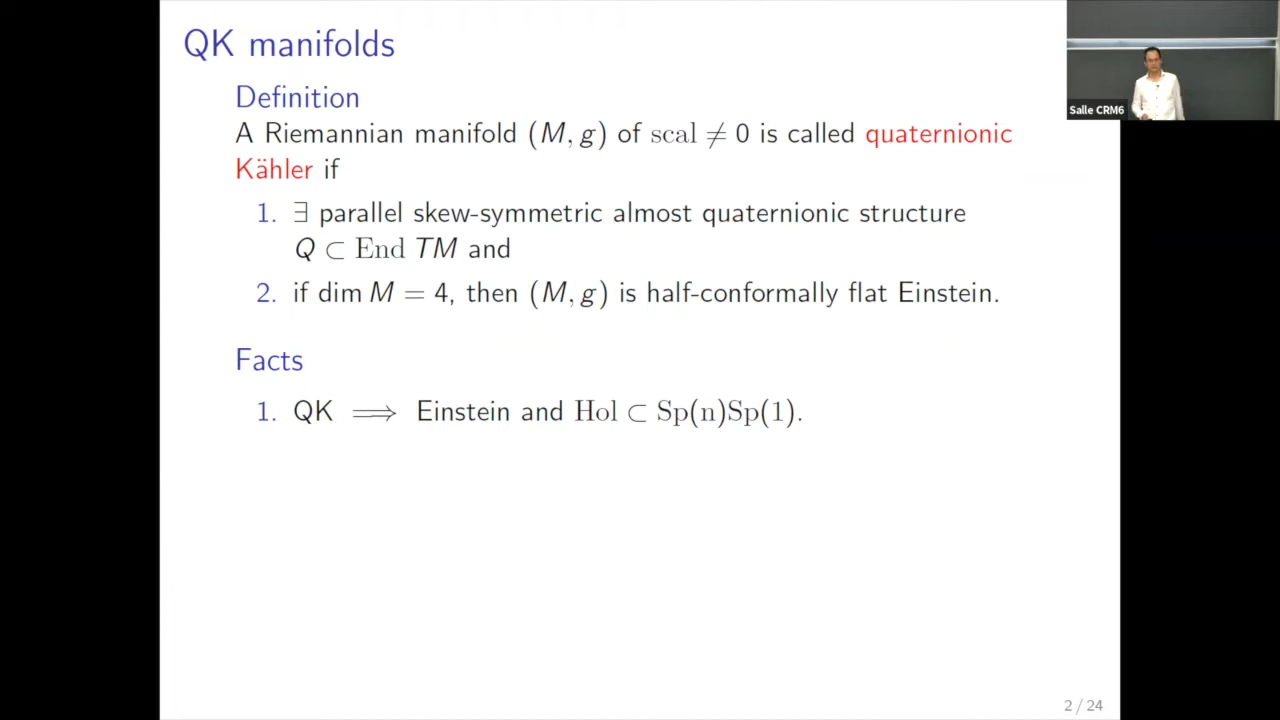 QK manifolds
Definition
A Riemannian manifold (M, g) of scal ≠ 0 is called quaternionic
Kähler if
1. ∃ parallel skew-symmetric almost quaternionic structure
Q ⊂ End TM and
2. if dim M = 4, then (M, g) is half-conformally flat Einstein.
Facts
1. QK ⟹ Einstein and Hol ⊂ Sp(n)Sp(1).
2 / 24
Salle CRM6